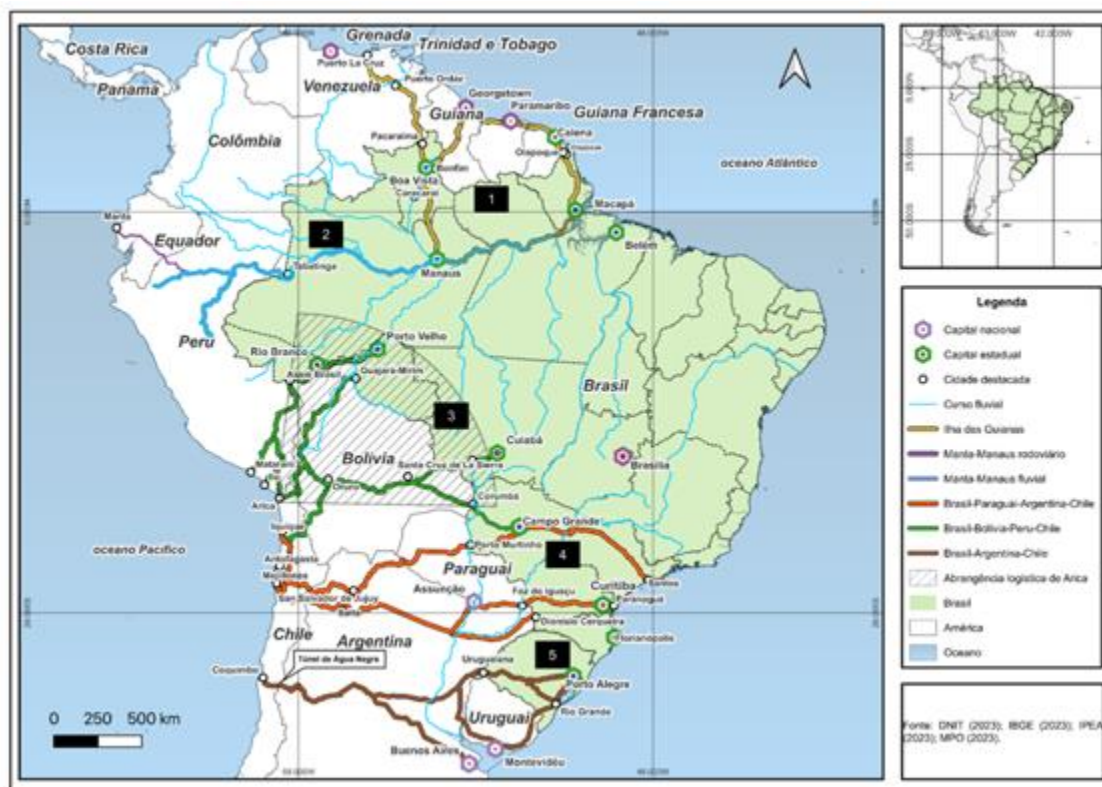 Costa Rica
Panama
Grenada
Trinidad e Tobago
Puerto La Cruz
Puerto Ordaz
Venezuela
Georgetown
Paramaribo
Guiana
Guiana Francesa
Colômbia
Pacaraima
Caiena
Oiapoque
oceano Atlântico
Bonfim
Boa Vista
Caracaraí
1
Macapá
Manta
Equador
2
Belém
Tabatinga
Manaus
Peru
Porto Velho
Rio Branco
Assis Brasil
Guajará-Mirim
Brasil
3
Cuiabá
Bolívia
Santa Cruz de La Sierra
Brasília
Matarani
Ilo
Oruro
Arica
Corumbá
Iquique
Campo Grande
oceano Pacífico
Porto Murtinho
4
Antofagasta
Paraguai
Santos
Mejillones
Assunção
Foz do Iguaçu
Curitiba
Paranaguá
San Salvador de Jujuy
Salta
Dionísio Cerqueira
Chile
Argentina
Florianópolis
Túnel de Água Negra
5
Coquimbo
Uruguaiana
Porto Alegre
Rio Grande
Uruguai
0 250 500 km
Buenos Aires
Montevidéu
Legenda
Capital nacional
Capital estadual
Cidade destacada
Curso fluvial
Ilha das Guianas
Manta-Manaus rodoviário
Manta-Manaus fluvial
Brasil-Paraguai-Argentina-Chile
Brasil-Bolívia-Peru-Chile
Brasil-Argentina-Chile
Abrangência logística de Arica
Brasil
América
Oceano
Fonte: DNIT (2023); IBGE (2023); IPEA
(2023); MPO (2023).